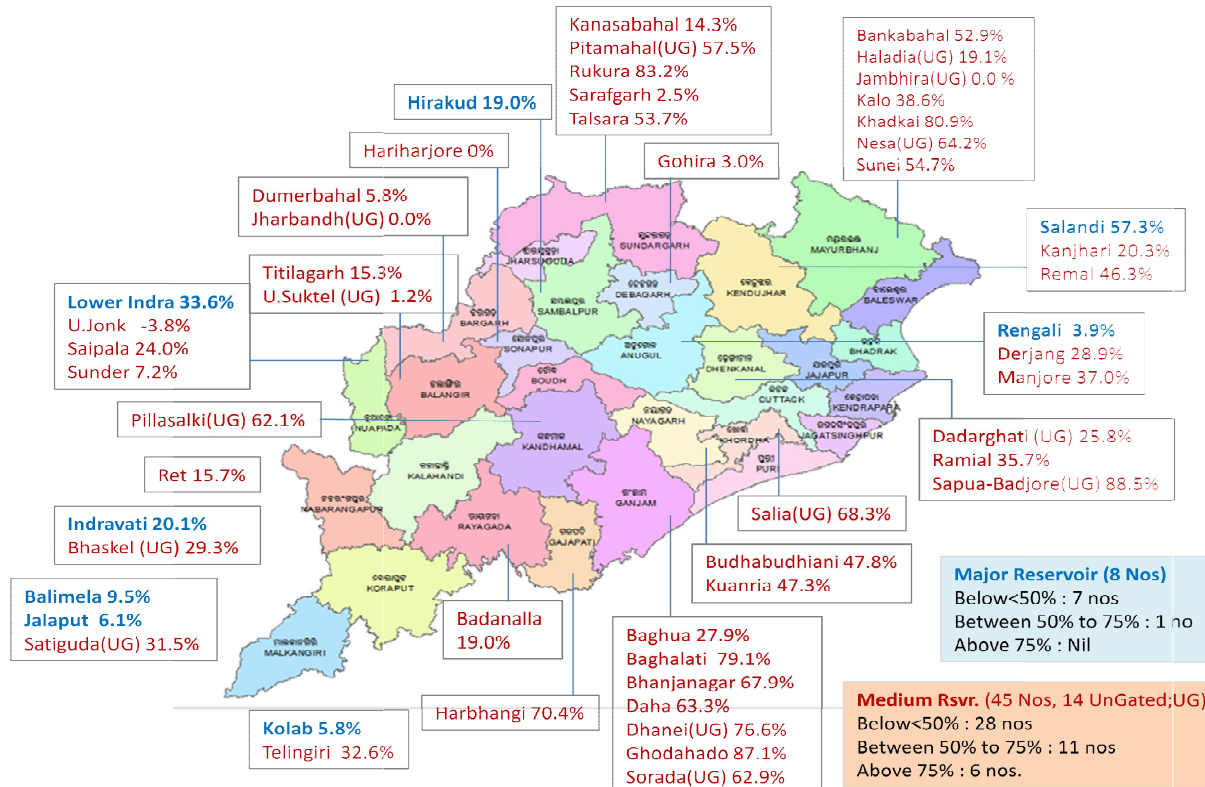 Kanasabahal 14.3%
Pitamahal(UG) 57.5%
Rukura 83.2%
Sarafgarh 2.5%
Talsara 53.7%
Bankabahal 52.9%
Haladia(UG) 19.1%
Jambhira(UG) 0.0 %
Kalo 38.6%
Khadkai 80.9%
Nesa(UG) 64.2%
Sunei 54.7%
Hirakud 19.0%
Hariharjore 0%
Gohira 3.0%
Dumerbahal 5.8%
Jharbandh(UG) 0.0%
Titilagarh 15.3%
U.Suktel (UG) 1.2%
Salandi 57.3%
Kanjhari 20.3%
Remal 46.3%
Lower Indra 33.6%
U.Jonk -3.8%
Saipala 24.0%
Sunder 7.2%
Rengali 3.9%
Derjang 28.9%
Manjore 37.0%
Pillasalki(UG) 62.1%
Dadarghati (UG) 25.8%
Ramial 35.7%
Sapua-Badjore(UG) 88.5%
Ret 15.7%
Indravati 20.1%
Bhaskel (UG) 29.3%
Salia(UG) 68.3%
Budhabudhiani 47.8%
Kuanria 47.3%
Balimela 9.5%
Jalaput 6.1%
Satiguda(UG) 31.5%
Badanalla
19.0%
Harbhangi 70.4%
Kolab 5.8%
Telingiri 32.6%
Baghua 27.9%
Baghalati 79.1%
Bhanjanagar 67.9%
Daha 63.3%
Dhanei(UG) 76.6%
Ghodahado 87.1%
Sorada(UG) 62.9%
Major Reservoir (8 Nos)
Below<50% : 7 nos
Between 50% to 75% : 1 no
Above 75% : Nil
Medium Rsvr. (45 Nos, 14 UnGated;UG)
Below<50% : 28 nos
Between 50% to 75% : 11 nos
Above 75% : 6 nos.
ସୁନ୍ଦରଗଡ଼
SUNDARGARH
JHARSUGUDA
ସମ୍ବଲପୁର
SAMBALPUR
ଦେବଗଡ଼
DEBAGARH
KENDUJHAR
ମୟୂରଭଞ୍ଜ
MAYURBHANJ
ବାଲେଶ୍ୱର
BALESWAR
ବରଗଡ଼
BARGARH
SONAPUR
ANUGUL
DHENKANAL
BHADRAK
JAJAPUR
ବୌଦ୍ଧ
BOUDH
BALANGIR
NUAPADA
କଟକ
CUTTACK
KENDRAPARA
JAGATSINGHPUR
NAYAGARH
KHORDHA
ପୁରୀ
PURI
KANDHAMAL
KALAHANDI
NABARANGAPUR
RAYAGADA
GAJAPATI
ଗଂଜାମ
GANJAM
KORAPUT
MALKANGIRI